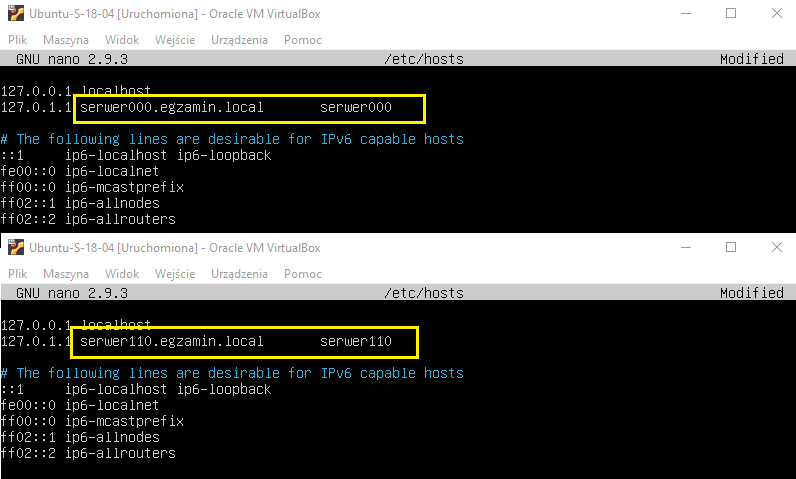 Ubuntu-S-18-04 [Uruchomiona] - Oracle VM VirtualBox
Plik Maszyna Widok Wejście Urządzenia Pomoc
GNU nano 2.9.3 /etc/hosts Modified
127.0.0.1 localhost
127.0.1.1 serwer000.egzamin.local serwer000
# The following lines are desirable for IPv6 capable hosts
::1 ip6-localhost ip6-loopback
fe00::0 ip6-localnet
ff00::0 ip6-mcastprefix
ff02::1 ip6-allnodes
ff02::2 ip6-allrouters
Ubuntu-S-18-04 [Uruchomiona] - Oracle VM VirtualBox
Plik Maszyna Widok Wejście Urządzenia Pomoc
GNU nano 2.9.3 /etc/hosts Modified
127.0.0.1 localhost
127.0.1.1 serwer110.egzamin.local serwer110
# The following lines are desirable for IPv6 capable hosts
::1 ip6-localhost ip6-loopback
fe00::0 ip6-localnet
ff00::0 ip6-mcastprefix
ff02::1 ip6-allnodes
ff02::2 ip6-allrouters